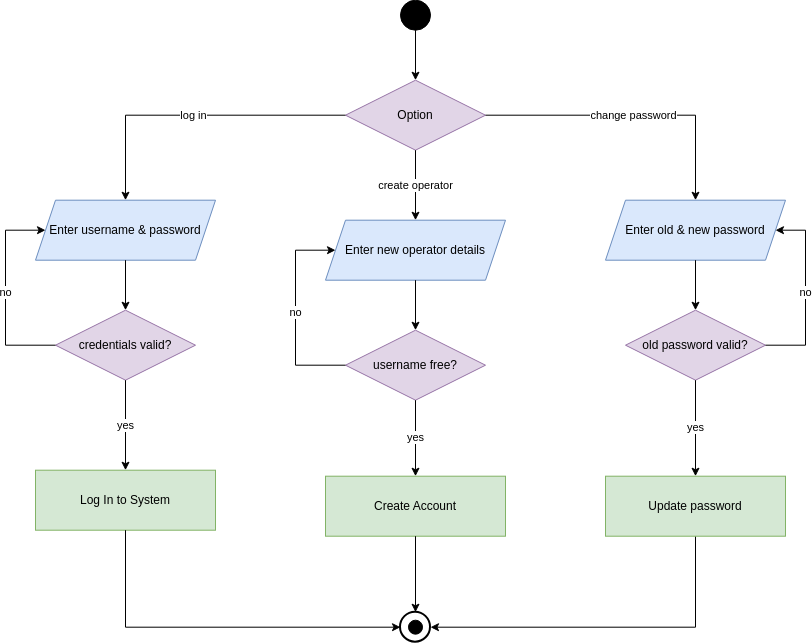 Option
log in
create operator
change password
Enter username & password
Enter new operator details
Enter old & new password
no
no
no
credentials valid?
username free?
old password valid?
yes
yes
yes
Log In to System
Create Account
Update password